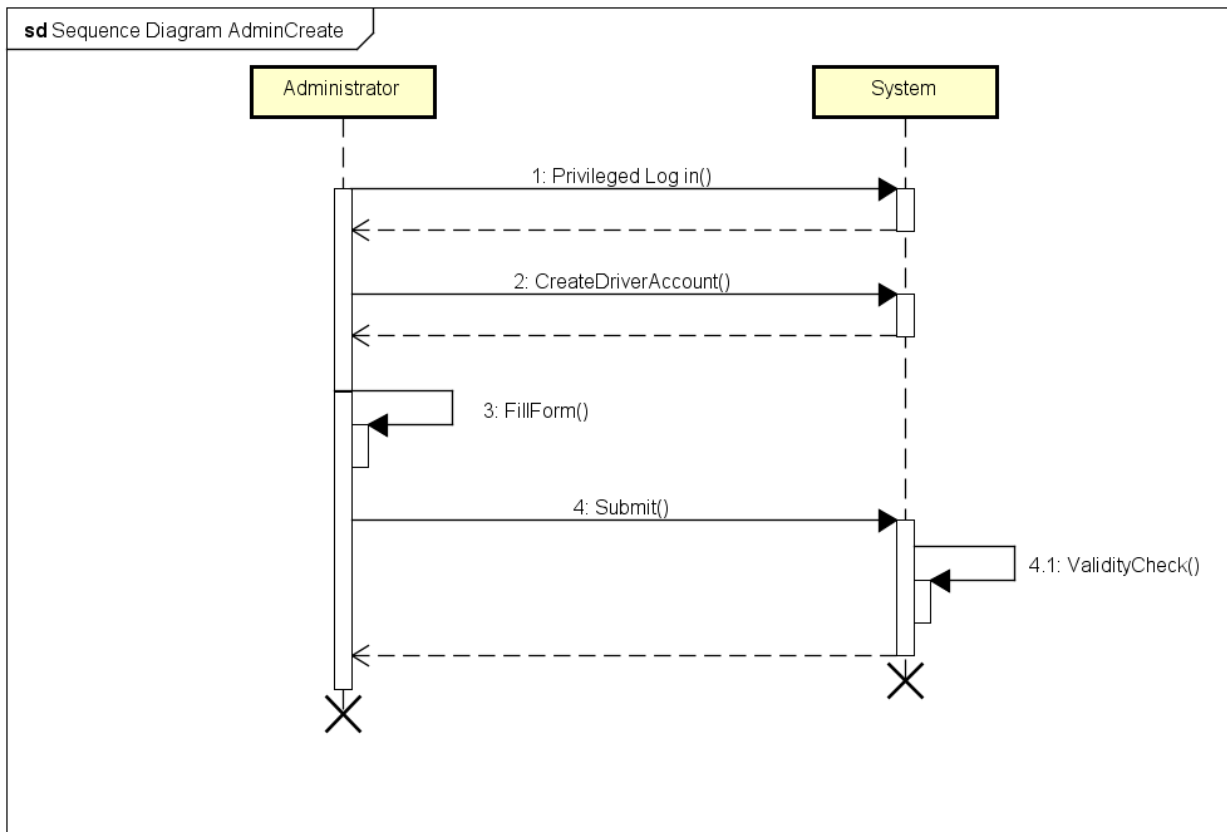 sd Sequence Diagram AdminCreate
Administrator
System
1: Privileged Log in()
2: CreateDriverAccount()
3: FillForm()
4: Submit()
4.1: ValidityCheck()